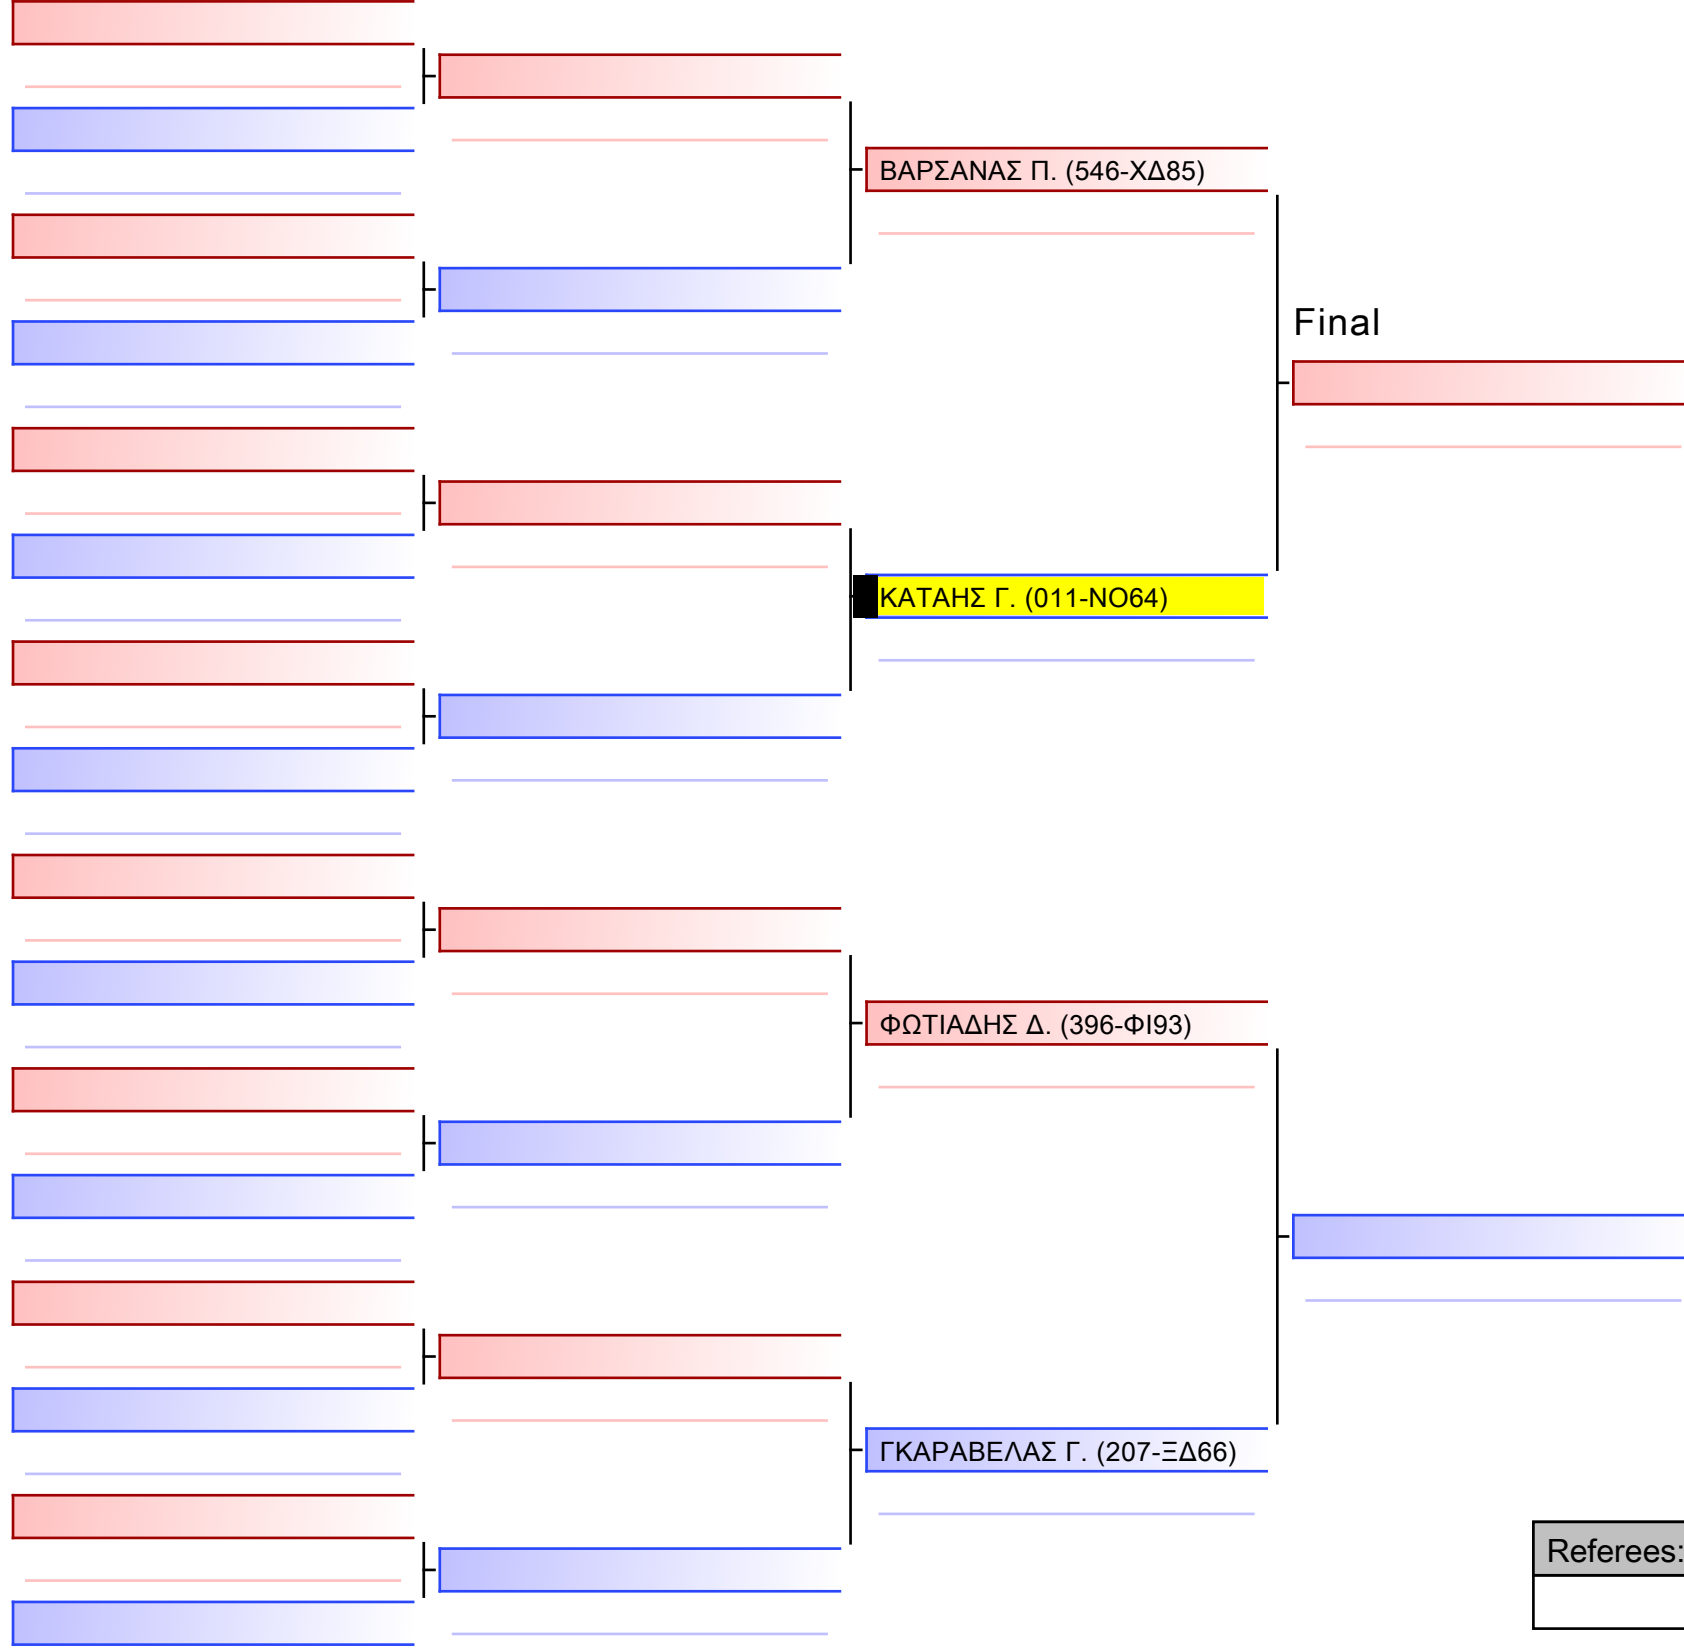 ΒΑΡΣΑΝΑΣ Π. (546-ΧΔ85)
Final
ΚΑΤΑΗΣ Γ. (011-ΝΟ64)
ΦΩΤΙΑΔΗΣ Δ. (396-ΦΙ93)
ΓΚΑΡΑΒΕΛΑΣ Γ. (207-ΞΔ66)
Referees: